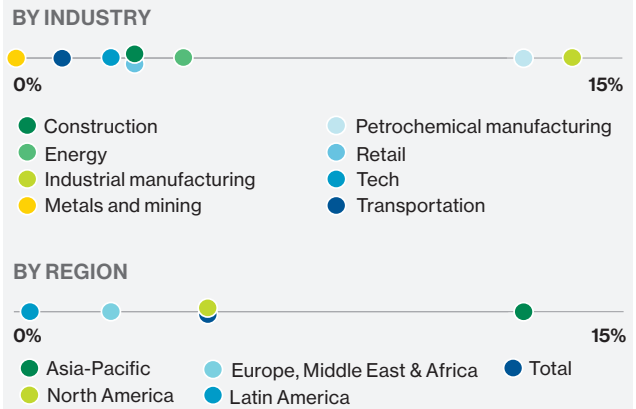 BY INDUSTRY
0% 15%
Construction Petrochemical manufacturing
Energy Retail
Industrial manufacturing Tech
Metals and mining Transportation
BY REGION
0% 15%
Asia-Pacific Europe, Middle East & Africa Total
North America Latin America